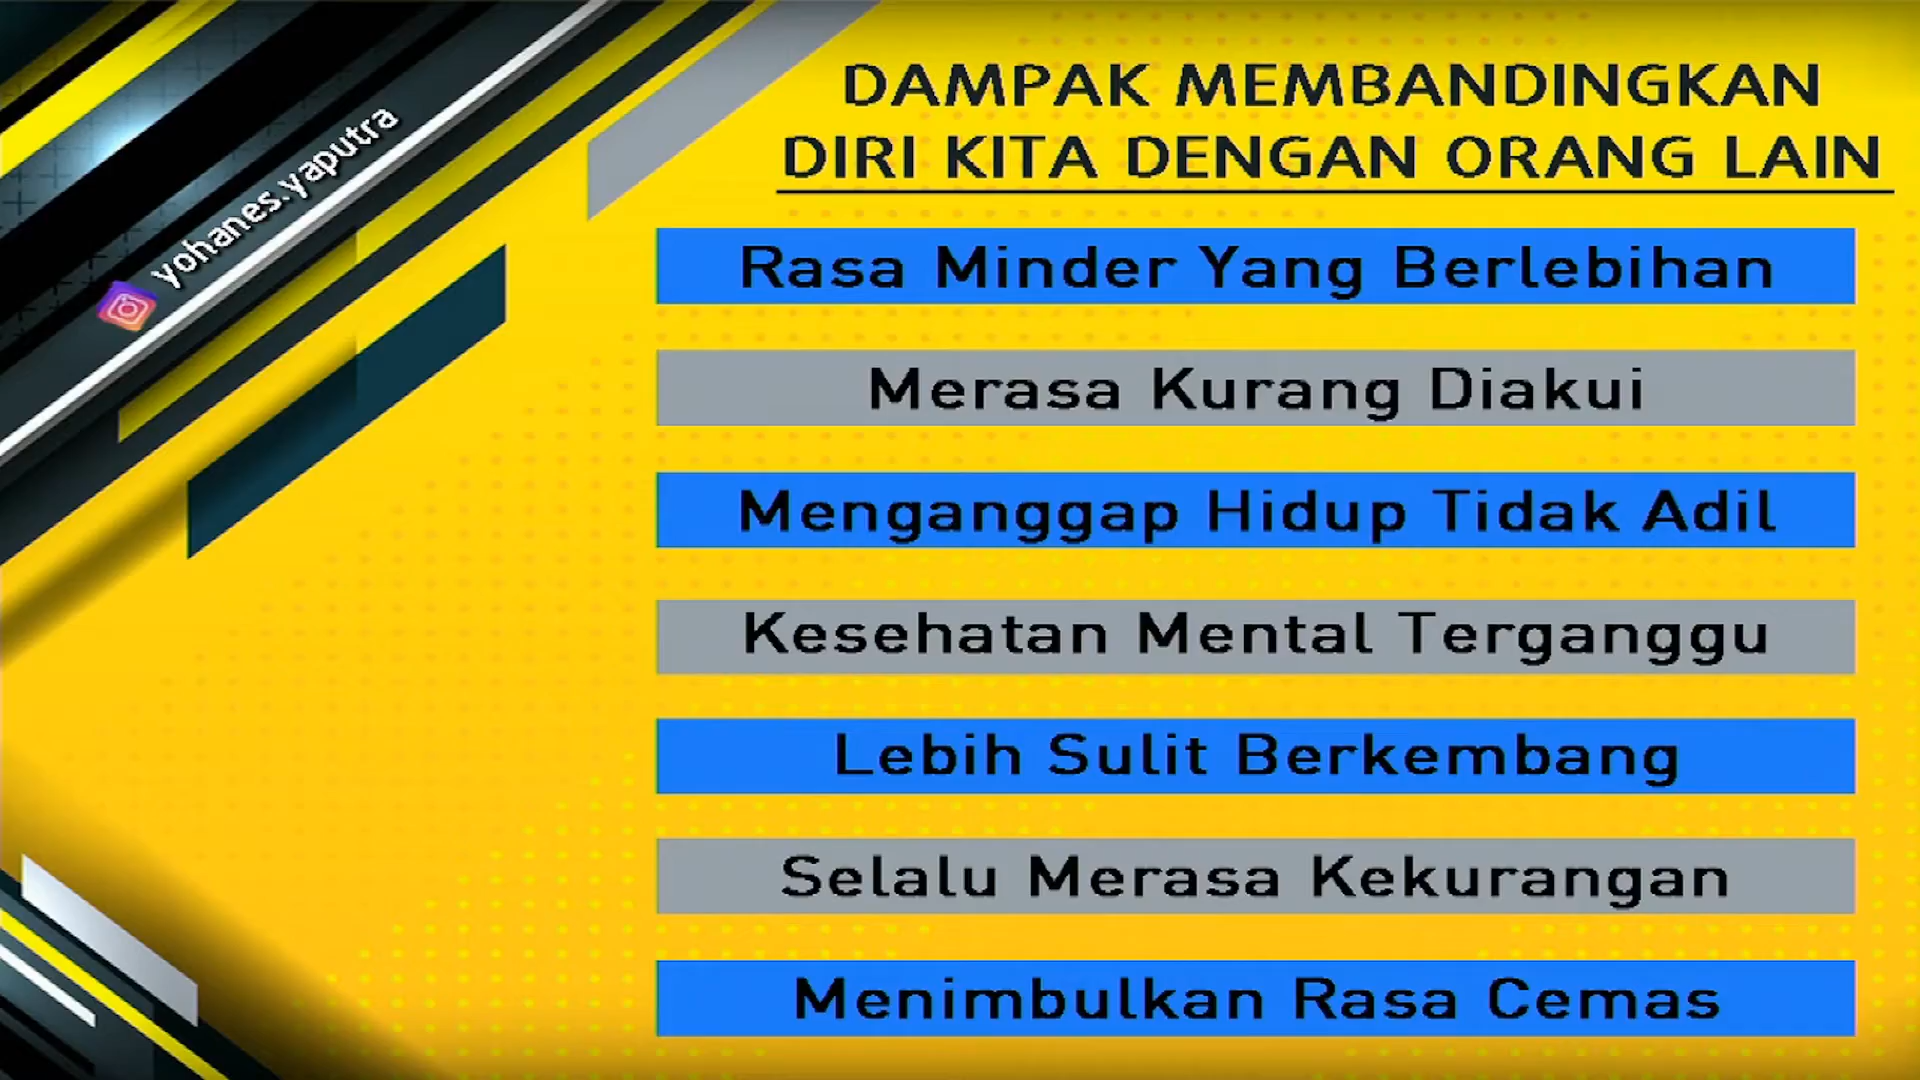 DAMPAK MEMBANDINGKAN
DIRI KITA DENGAN ORANG LAIN
yohanes.yaputra
Rasa Minder Yang Berlebihan
Merasa Kurang Diakui
Menganggap Hidup Tidak Adil
Kesehatan Mental Terganggu
Lebih Sulit Berkembang
Selalu Merasa Kekurangan
Menimbulkan Rasa Cemas